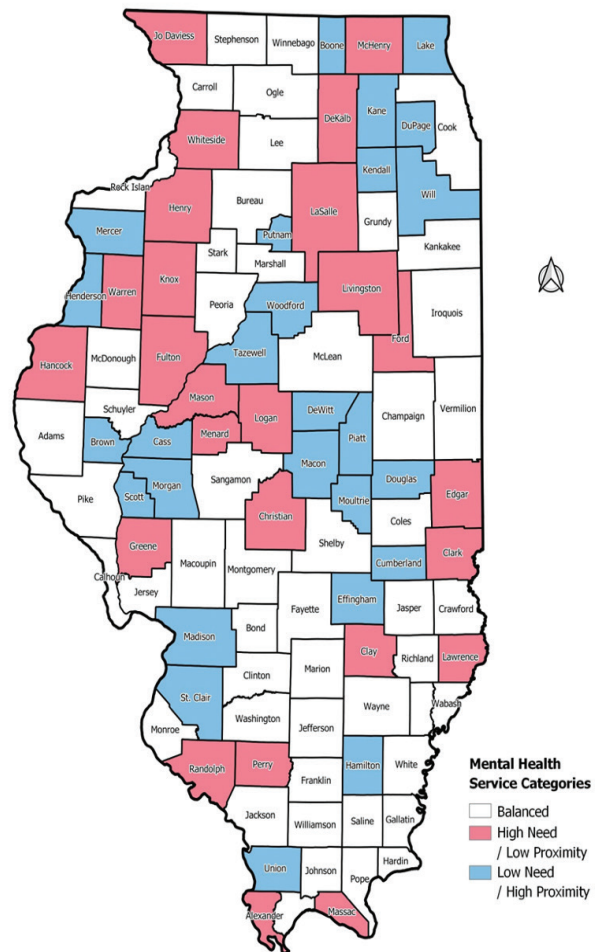 Jo Daviess
Stephenson
Winnebago
Boone
McHenry
Lake
Carroll
Ogle
DeKalb
Kane
DuPage
Cook
Whiteside
Lee
Kendall
Will
Rock Islan
Henry
Bureau
LaSalle
Grundy
Mercer
Putnam
Kankakee
Stark
Marshall
Henderson
Warren
Knox
Peoria
Woodford
Livingston
Iroquois
Ford
Hancock
McDonough
Fulton
Tazewell
McLean
Mason
Schuyler
Logan
DeWitt
Champaign
Vermilion
Adams
Brown
Cass
Menard
Piatt
Macon
Pike
Scott
Morgan
Sangamon
Douglas
Edgar
Moultrie
Christian
Coles
Greene
Macoupin
Montgomery
Shelby
Cumberland
Clark
Calhoun
Jersey
Fayette
Effingham
Jasper
Crawford
Madison
Bond
Marion
Clay
Richland
Lawrence
Clinton
St. Clair
Wayne
Wabash
Washington
Jefferson
Monroe
Randolph
Perry
Franklin
Hamilton
White
Jackson
Williamson
Saline
Gallatin
Union
Johnson
Pope
Hardin
Alexander
Massac
Mental Health
Service Categories
Balanced
High Need
/ Low Proximity
Low Need
/ High Proximity